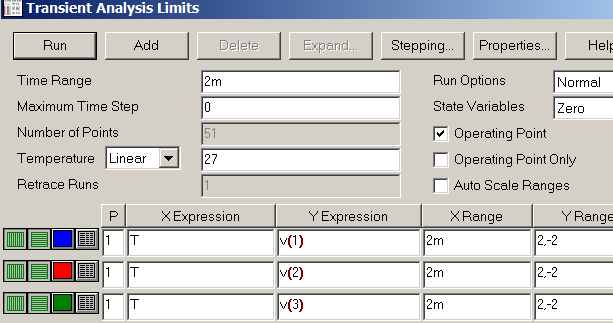 Transient Analysis Limits
Run Add Delete Expand... Stepping... Properties... Help
Time Range 2m Run Options Normal
Maximum Time Step 0 State Variables Zero
Number of Points 51 Operating Point
Temperature Linear 27 Operating Point Only
Retrace Runs 1 Auto Scale Ranges
P X Expression Y Expression X Range Y Range
1 T v(1) 2m 2,-2
1 T v(2) 2m 2,-2
1 T v(3) 2m 2,-2